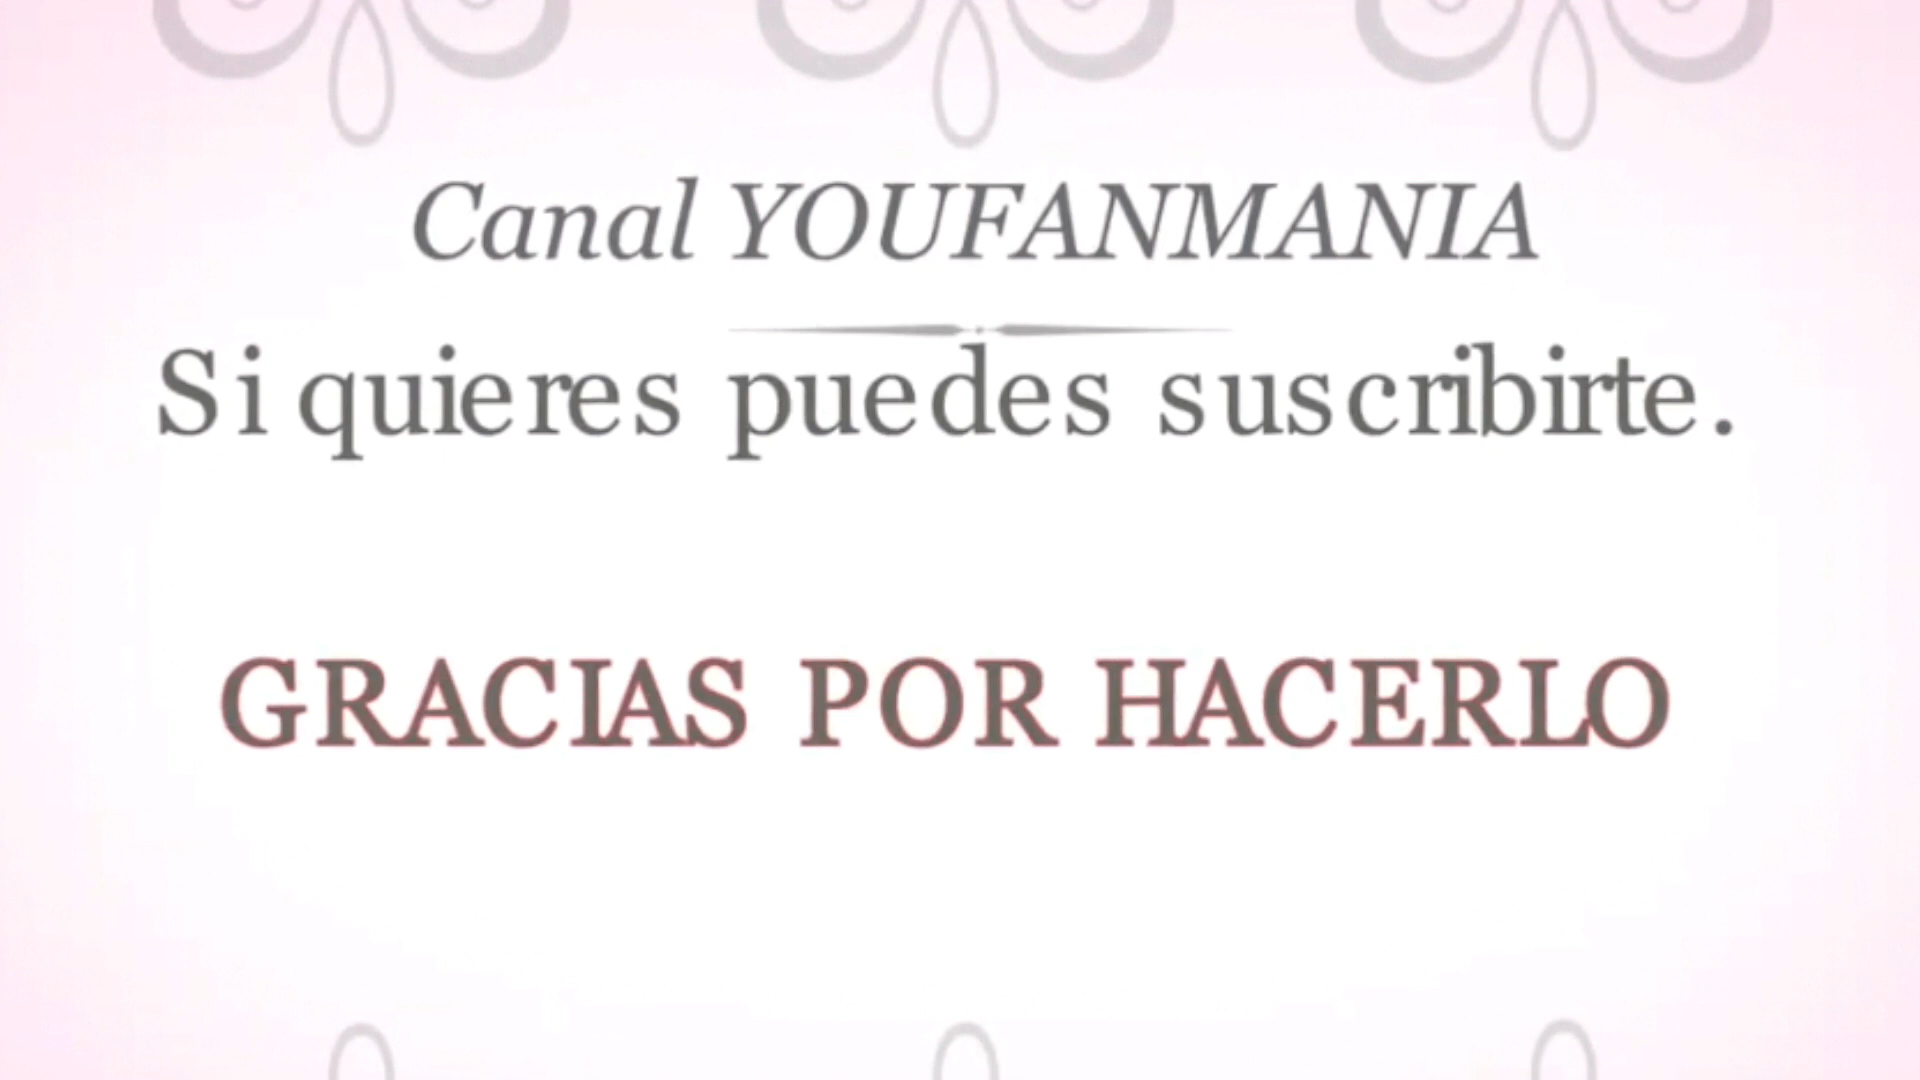 Canal YOUFANMANIA
Si quieres puedes suscribirte.
GRACIAS POR HACERLO